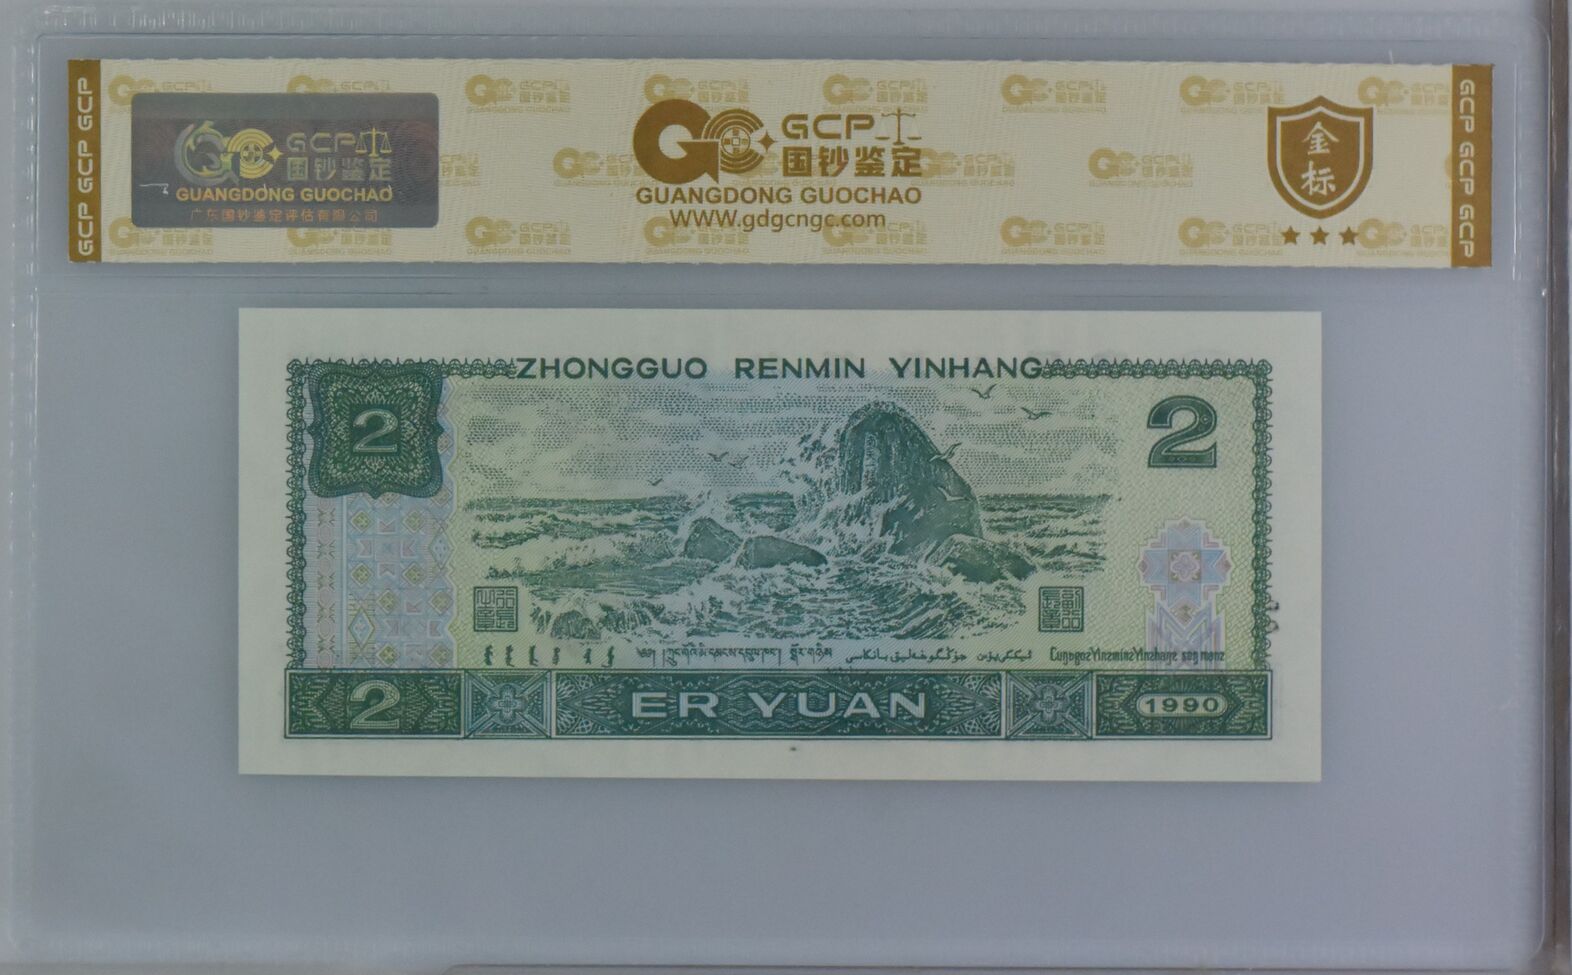 GCP GCP GCP
GCP
国钞鉴定
GUANGDONG GUOCHAO
广东国钞鉴定评估有限公司
GCP
国钞鉴定
GUANGDONG GUOCHAO
WWW.gdgcngc.com
金标
GCP GCP GCP
ZHONGGUO RENMIN YINHANG
2
2
2
ER YUAN
1990